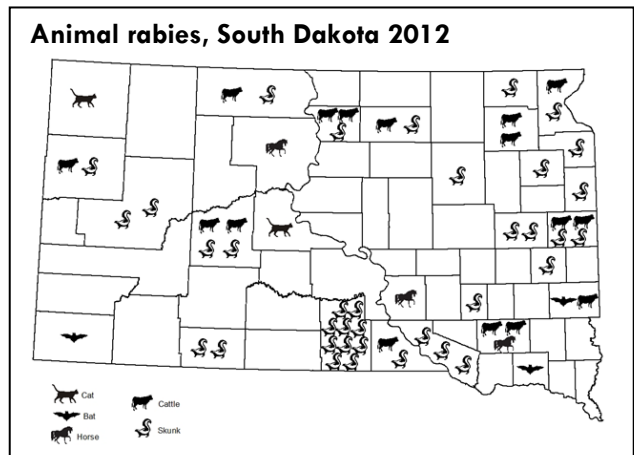 Animal rabies, South Dakota 2012
Cat
Bat
Horse
Cattle
Skunk